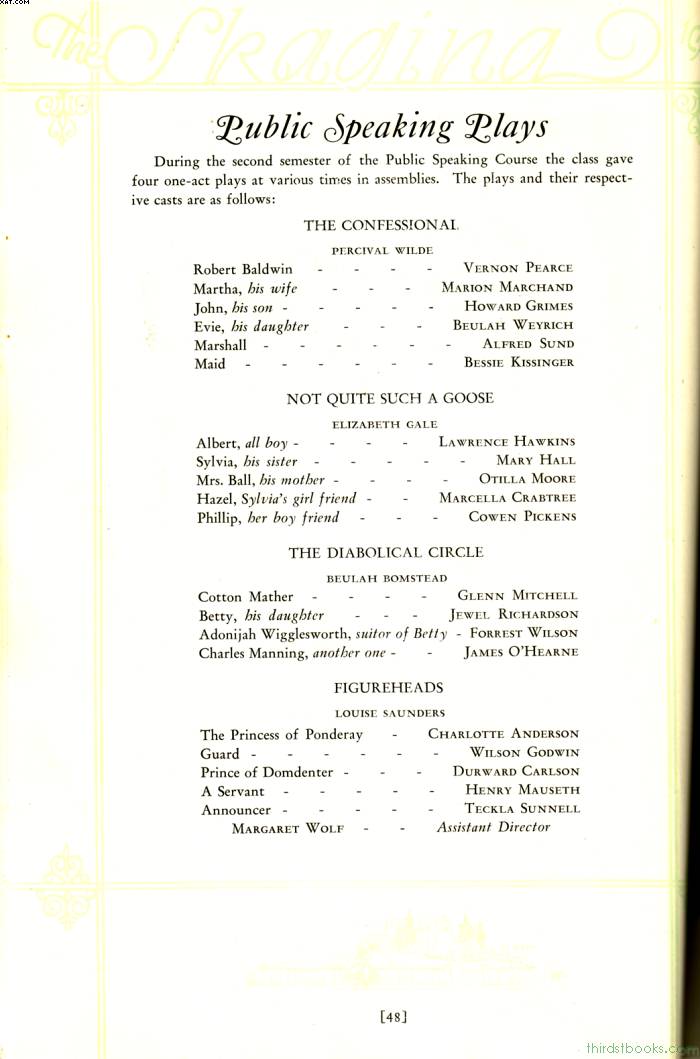 XAT.COM
The Skagina
Public Speaking Plays
During the second semester of the Public Speaking Course the class gave
four one-act plays at various times in assemblies. The plays and their respect-
ive casts are as follows:
THE CONFESSIONAL
PERCIVAL WILDE
Robert Baldwin - - - - VERNON PEARCE
Martha, his wife - - - MARION MARCHAND
John, his son - - - - - HOWARD GRIMES
Evie, his daughter - - - BEULAH WEYRICH
Marshall - - - - - - ALFRED SUND
Maid - - - - - - BESSIE KISSINGER
NOT QUITE SUCH A GOOSE
ELIZABETH GALE
Albert, all boy - - - - LAWRENCE HAWKINS
Sylvia, his sister - - - - - MARY HALL
Mrs. Ball, his mother - - - - OTILLA MOORE
Hazel, Sylvia's girl friend - - MARCELLA CRABTREE
Phillip, her boy friend - - - COWEN PICKENS
THE DIABOLICAL CIRCLE
BEULAH BOMSTEAD
Cotton Mather - - - - GLENN MITCHELL
Betty, his daughter - - - JEWEL RICHARDSON
Adonijah Wigglesworth, suitor of Betty - FORREST WILSON
Charles Manning, another one - - JAMES O'HEARNE
FIGUREHEADS
LOUISE SAUNDERS
The Princess of Ponderay - CHARLOTTE ANDERSON
Guard - - - - - - WILSON GODWIN
Prince of Domdenter - - - DURWARD CARLSON
A Servant - - - - - HENRY MAUSETH
Announcer - - - - - TECKLA SUNNELL
MARGARET WOLF - - Assistant Director
[48]
thirdstbooks.com